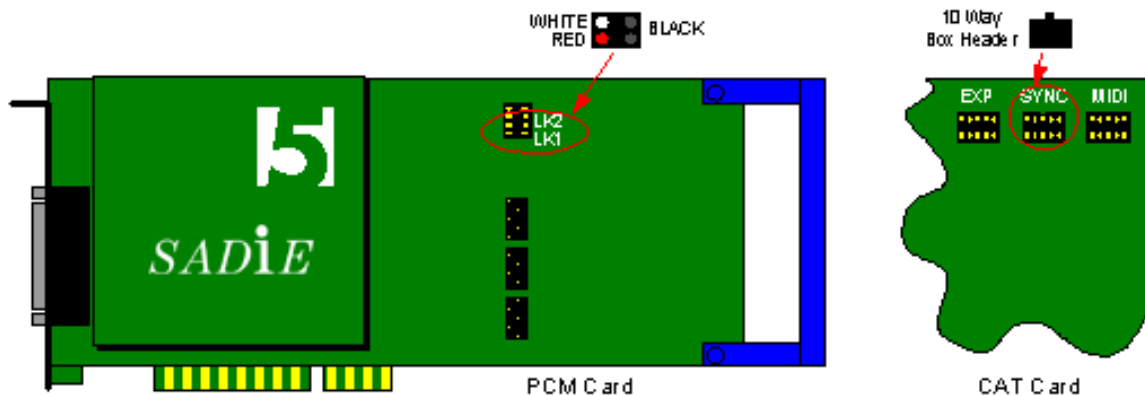 WHITE
RED
BLACK
10 Way
Box Header
EXP
SYNC
MIDI
LK2
LK1
5
SADiE
PCM Card
CAT Card